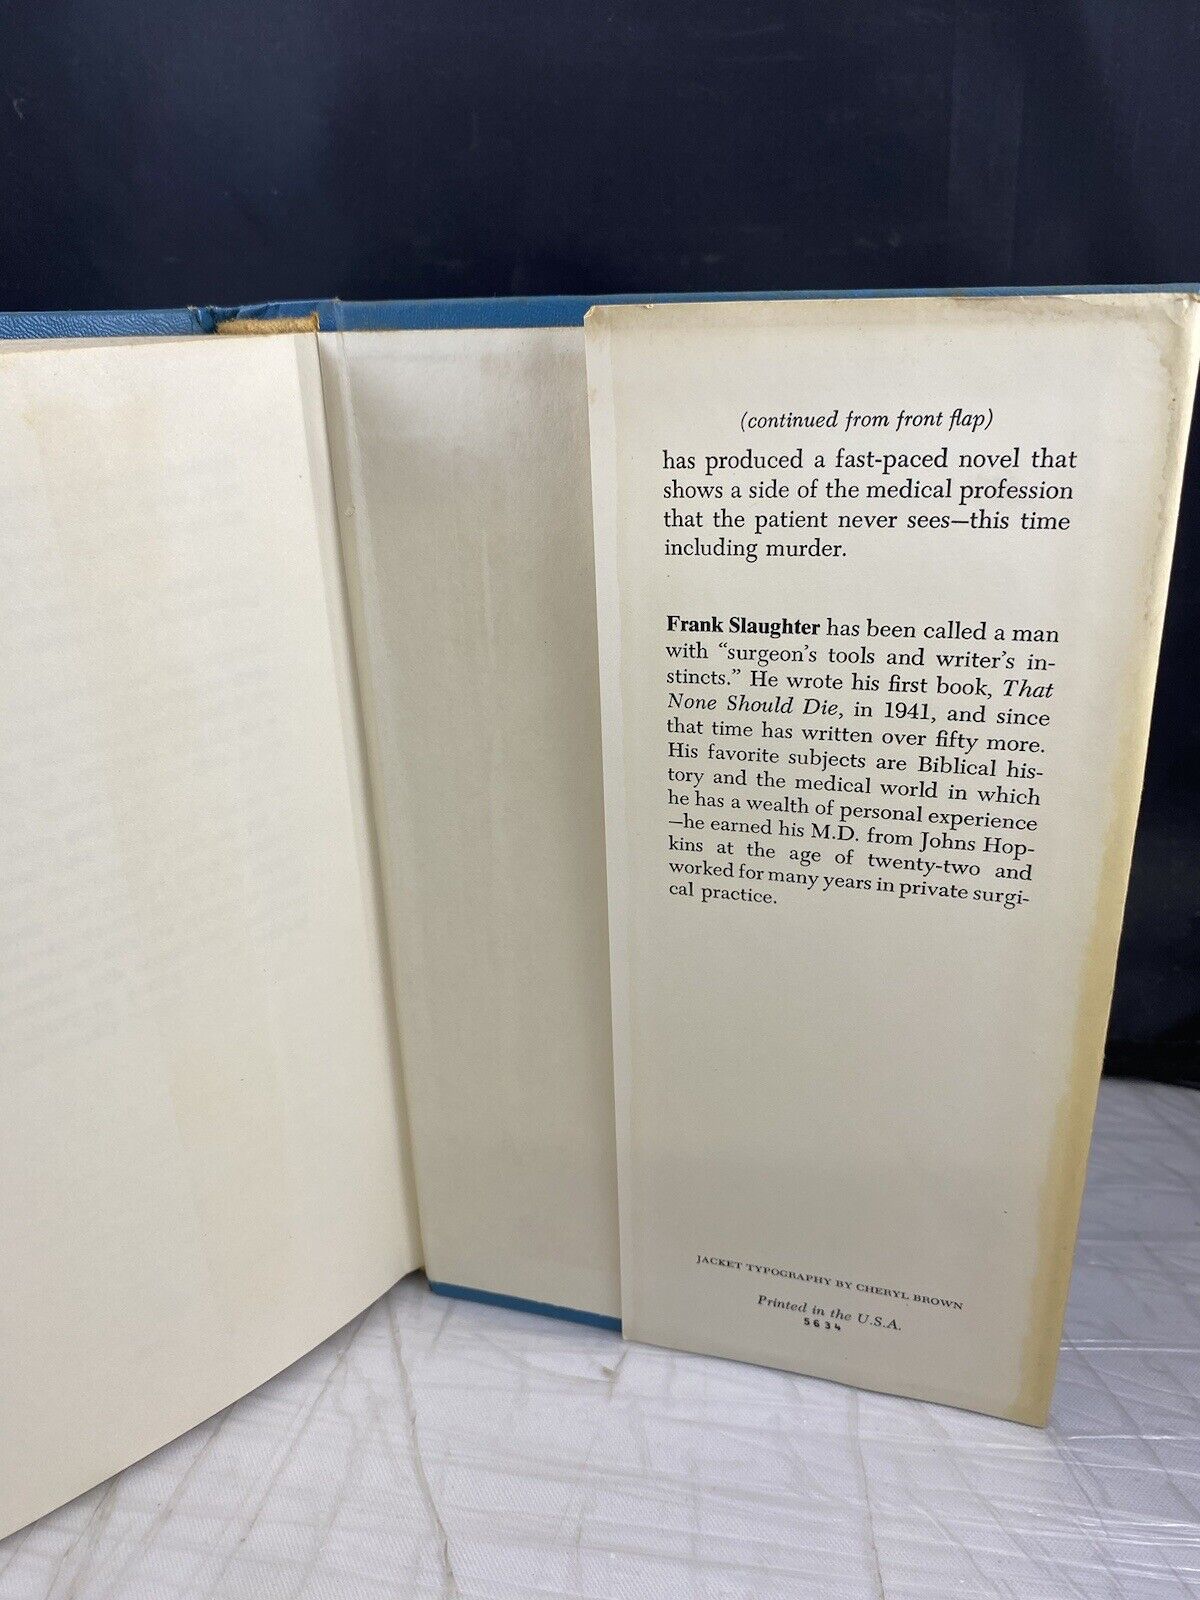 (continued from front flap)
has produced a fast-paced novel that
shows a side of the medical profession
that the patient never sees—this time
including murder.
Frank Slaughter has been called a man
with “surgeon’s tools and writer’s in-
stincts.” He wrote his first book, That
None Should Die, in 1941, and since
that time has written over fifty more.
His favorite subjects are Biblical his-
tory and the medical world in which
he has a wealth of personal experience
—he earned his M.D. from Johns Hop-
kins at the age of twenty-two and
worked for many years in private surgi-
cal practice.
JACKET TYPOGRAPHY BY CHERYL BROWN
Printed in the U.S.A.
5634